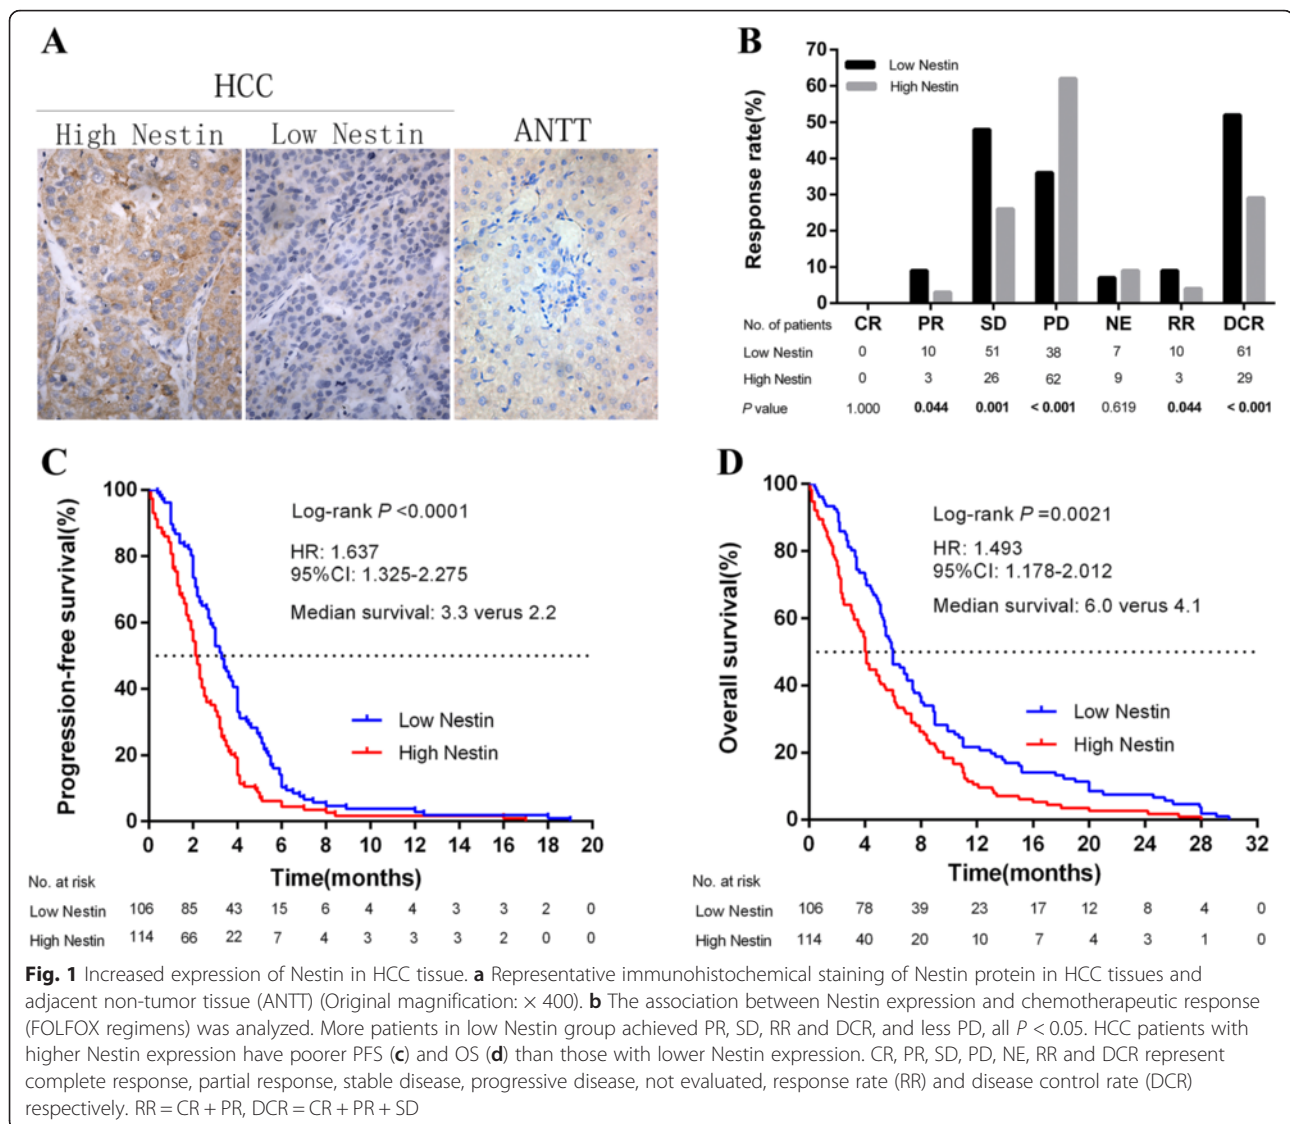 A
HCC
High Nestin Low Nestin ANTT
B
Response rate(%)
70
60
50
40
30
20
10
0
Low Nestin
High Nestin
No. of patients CR PR SD PD NE RR DCR
Low Nestin 0 10 51 38 7 10 61
High Nestin 0 3 26 62 9 3 29
P value 1.000 0.044 0.001 < 0.001 0.619 0.044 < 0.001
C
Progression-free survival(%)
100
80
60
40
20
0
Log-rank P <0.0001
HR: 1.637
95%CI: 1.325-2.275
Median survival: 3.3 verus 2.2
Low Nestin
High Nestin
0 2 4 6 8 10 12 14 16 18 20
Time(months)
No. at risk
Low Nestin 106 85 43 15 6 4 4 3 3 2 0
High Nestin 114 66 22 7 4 3 3 3 2 0 0
D
Overall survival(%)
100
80
60
40
20
0
Log-rank P =0.0021
HR: 1.493
95%CI: 1.178-2.012
Median survival: 6.0 verus 4.1
Low Nestin
High Nestin
0 4 8 12 16 20 24 28 32
Time(months)
No. at risk
Low Nestin 106 78 39 23 17 12 8 4 0
High Nestin 114 40 20 10 7 4 3 1 0
Fig. 1 Increased expression of Nestin in HCC tissue. a Representative immunohistochemical staining of Nestin protein in HCC tissues and
adjacent non-tumor tissue (ANTT) (Original magnification: × 400). b The association between Nestin expression and chemotherapeutic response
(FOLFOX regimens) was analyzed. More patients in low Nestin group achieved PR, SD, RR and DCR, and less PD, all P < 0.05. HCC patients with
higher Nestin expression have poorer PFS (c) and OS (d) than those with lower Nestin expression. CR, PR, SD, PD, NE, RR and DCR represent
complete response, partial response, stable disease, progressive disease, not evaluated, response rate (RR) and disease control rate (DCR)
respectively. RR = CR + PR, DCR = CR + PR + SD